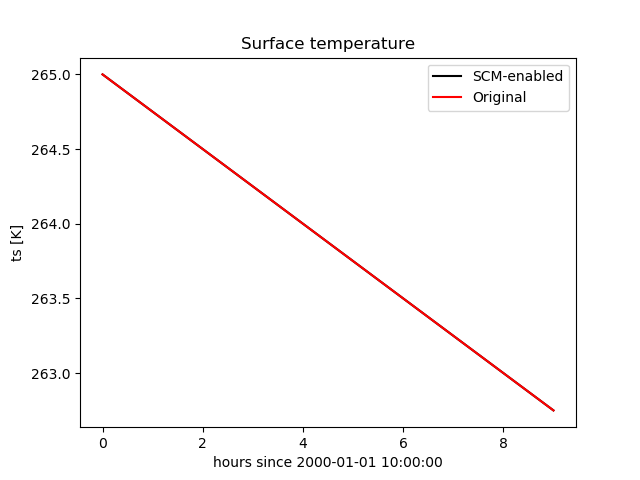 Surface temperature
SCM-enabled
Original
265.0
264.5
264.0
263.5
263.0
ts [K]
0 2 4 6 8
hours since 2000-01-01 10:00:00